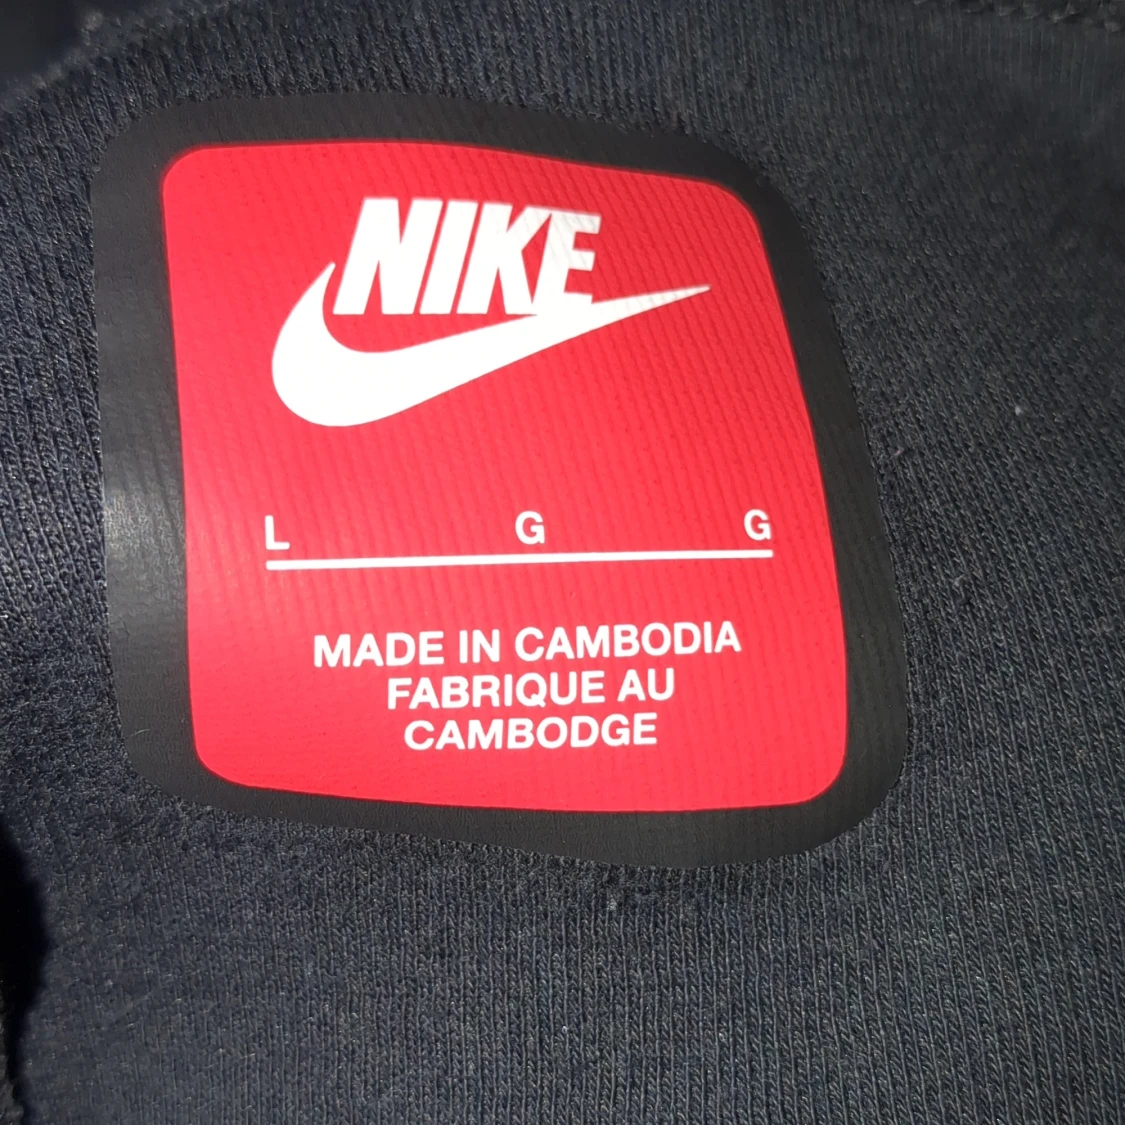 NIKE
L G G
MADE IN CAMBODIA
FABRIQUE AU
CAMBODGE